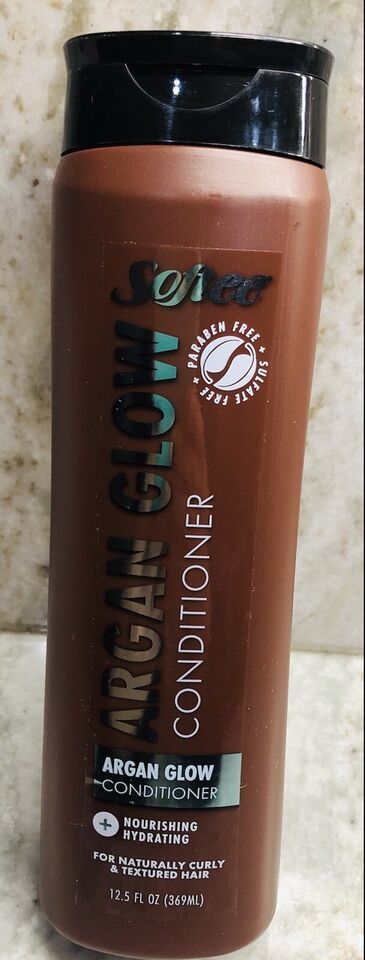 Softee
PARABEN FREE + SULFATE FREE +
ARGAN GLOW
CONDITIONER
ARGAN GLOW
CONDITIONER
+ NOURISHING
HYDRATING
FOR NATURALLY CURLY
& TEXTURED HAIR
12.5 FL OZ (369ML)